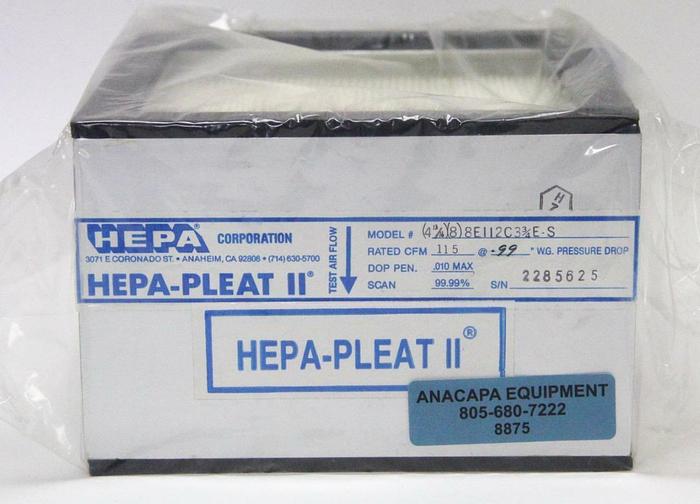 HEPA® CORPORATION
3071 E CORONADO ST. • ANAHEIM, CA 92806 • (714) 630-5700
HEPA-PLEAT II®
TEST AIR FLOW
MODEL # 8E112C3¾E-S
RATED CFM 115 @ .99 " WG. PRESSURE DROP
DOP PEN. .010 MAX
SCAN 99.99% S/N 2285625
HEPA-PLEAT II®
ANACAPA EQUIPMENT
805-680-7222
8875